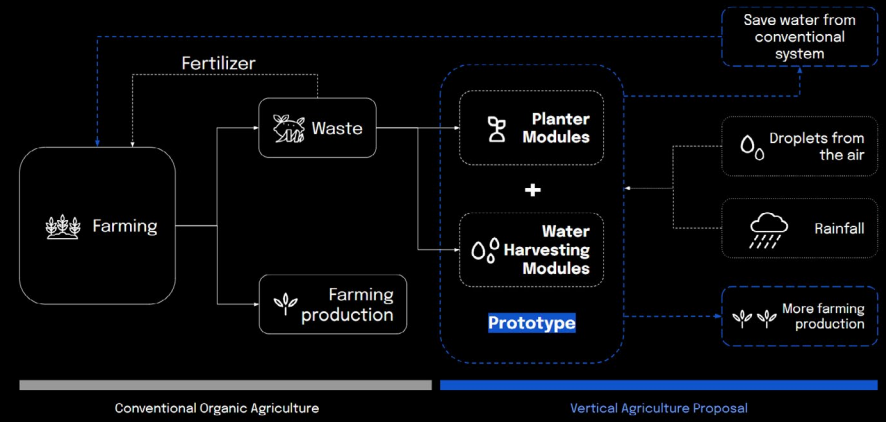 Save water from
conventional
system
Fertilizer
Waste
Planter
Modules
Droplets from
the air
+
Farming
Water
Harvesting
Modules
Rainfall
Farming
production
Prototype
More farming
production
Conventional Organic Agriculture
Vertical Agriculture Proposal